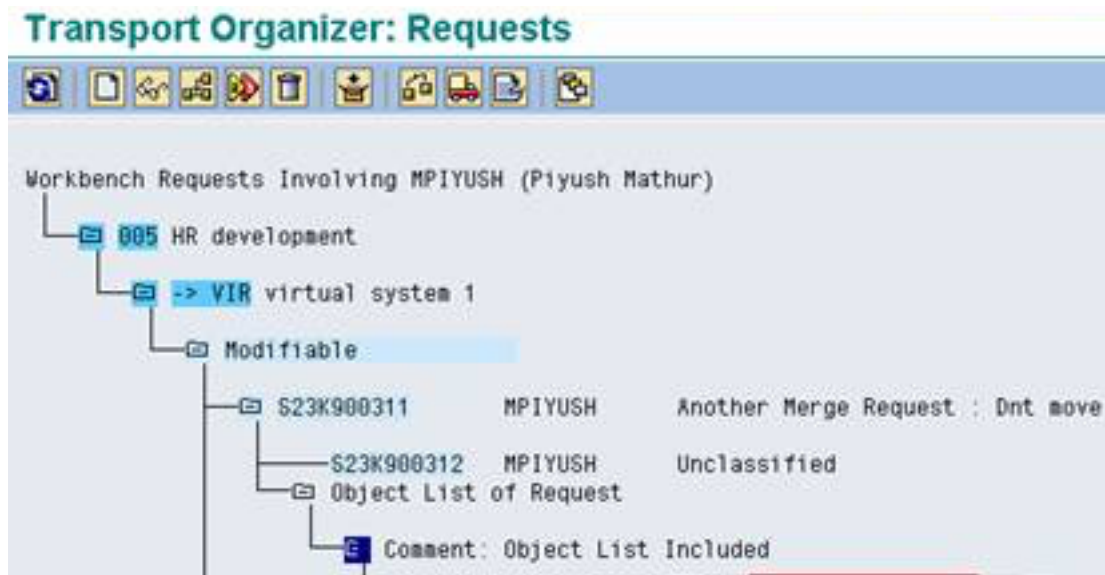 Transport Organizer: Requests
Workbench Requests Involving MPIYUSH (Piyush Mathur)
005 HR development
-> VIR virtual system 1
Modifiable
S23K900311 MPIYUSH Another Merge Request : Dnt move
S23K900312 MPIYUSH Unclassified
Object List of Request
Comment: Object List Included